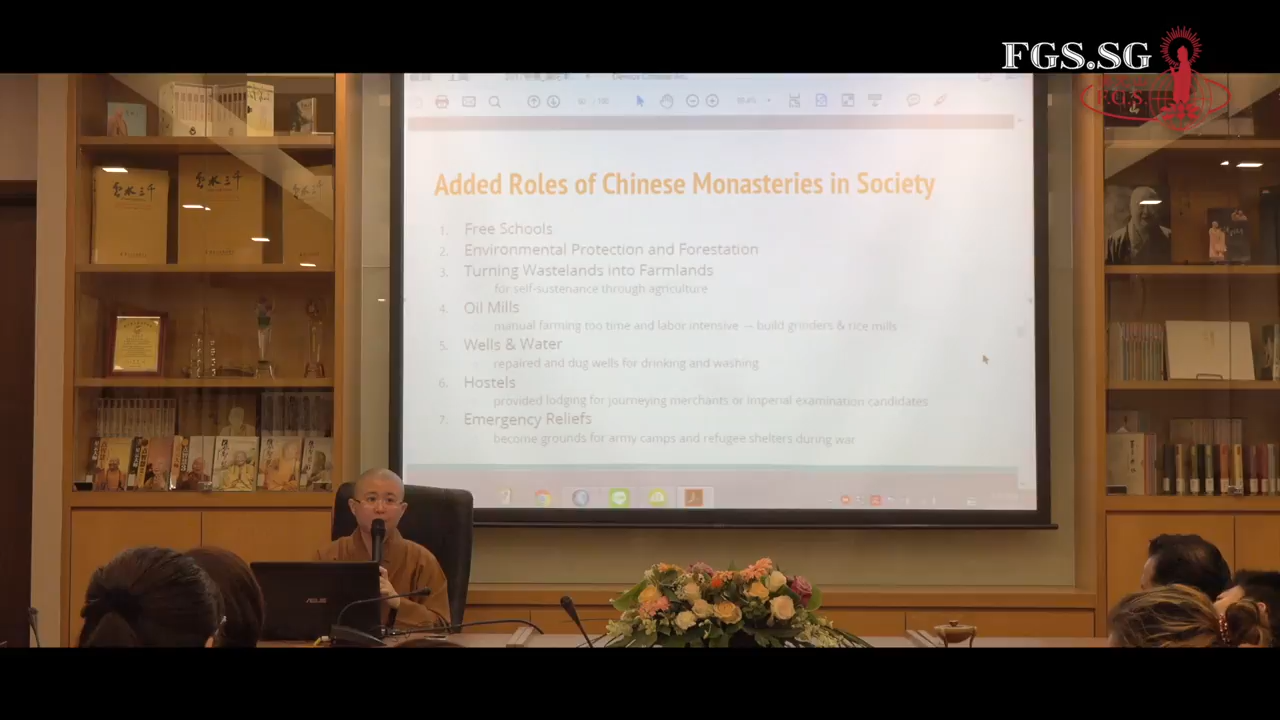 FGS.SG
F.G.S.
Added Roles of Chinese Monasteries in Society
1. Free Schools
2. Environmental Protection and Forestation
3. Turning Wastelands into Farmlands
for self-sustenance through agriculture
4. Oil Mills
manual farming too time and labor intensive — build grinders & rice mills
5. Wells & Water
repaired and dug wells for drinking and washing
6. Hostels
provided lodging for journeying merchants or imperial examination candidates
7. Emergency Reliefs
become grounds for army camps and refugee shelters during war
ASUS